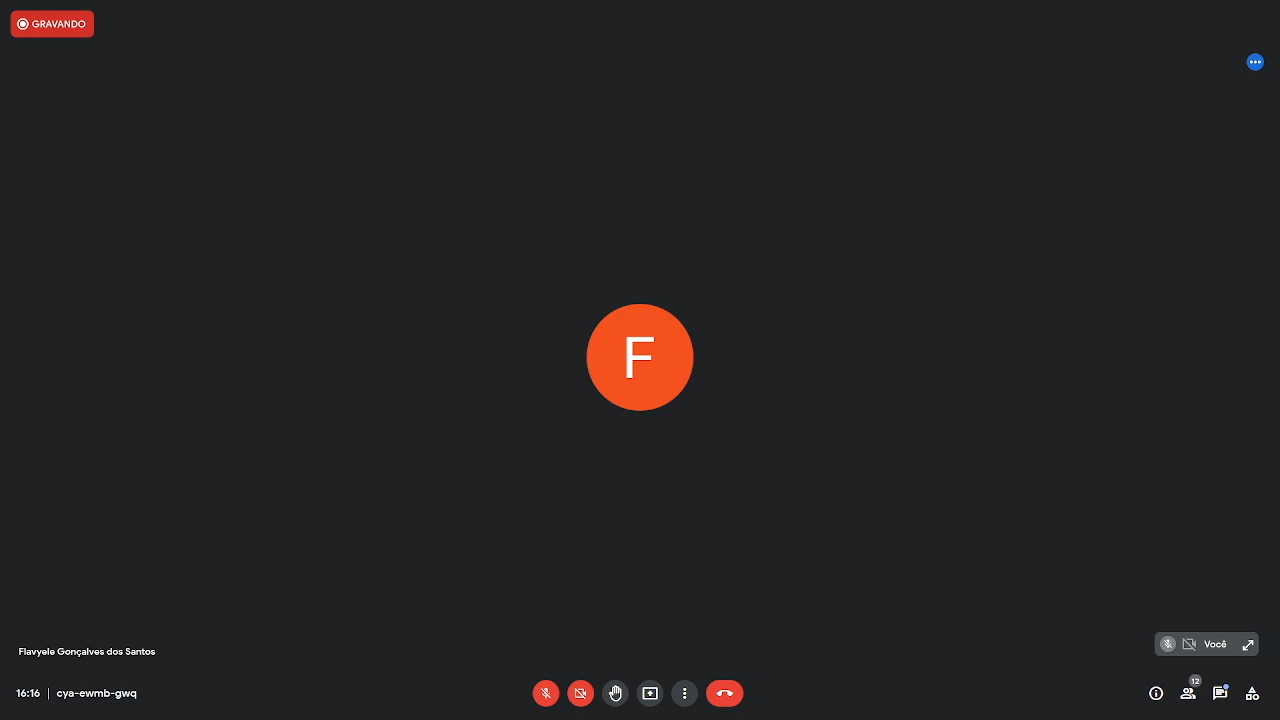 GRAVANDO
F
Flavyele Gonçalves dos Santos
Você
16:16 | cya-ewmb-gwq
12